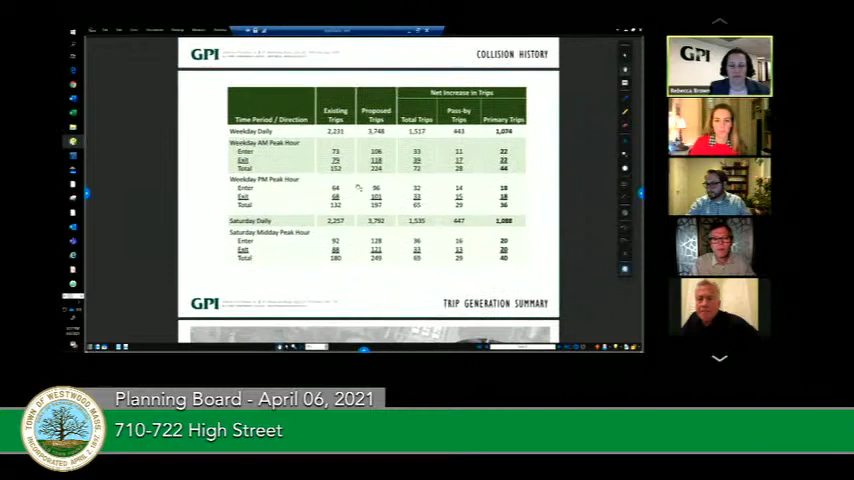 GPI
COLLISION HISTORY
Net Increase in Trips
Time Period / Direction Existing Trips Proposed Trips Total Trips Pass-by Trips Primary Trips
Weekday Daily 2,231 3,748 1,517 443 1,074
Weekday AM Peak Hour
Enter 73 106 33 11 22
Exit 79 118 39 17 22
Total 152 224 72 28 44
Weekday PM Peak Hour
Enter 64 96 32 14 18
Exit 68 101 33 15 18
Total 132 197 65 29 36
Saturday Daily 2,257 3,792 1,535 447 1,088
Saturday Midday Peak Hour
Enter 92 128 36 16 20
Exit 88 121 33 13 20
Total 180 249 69 29 40
GPI
TRIP GENERATION SUMMARY
GPI
Rebecca Brown
Planning Board - April 06, 2021
710-722 High Street
TOWN OF WESTWOOD MASS.
INCORPORATED APRIL 2, 1897